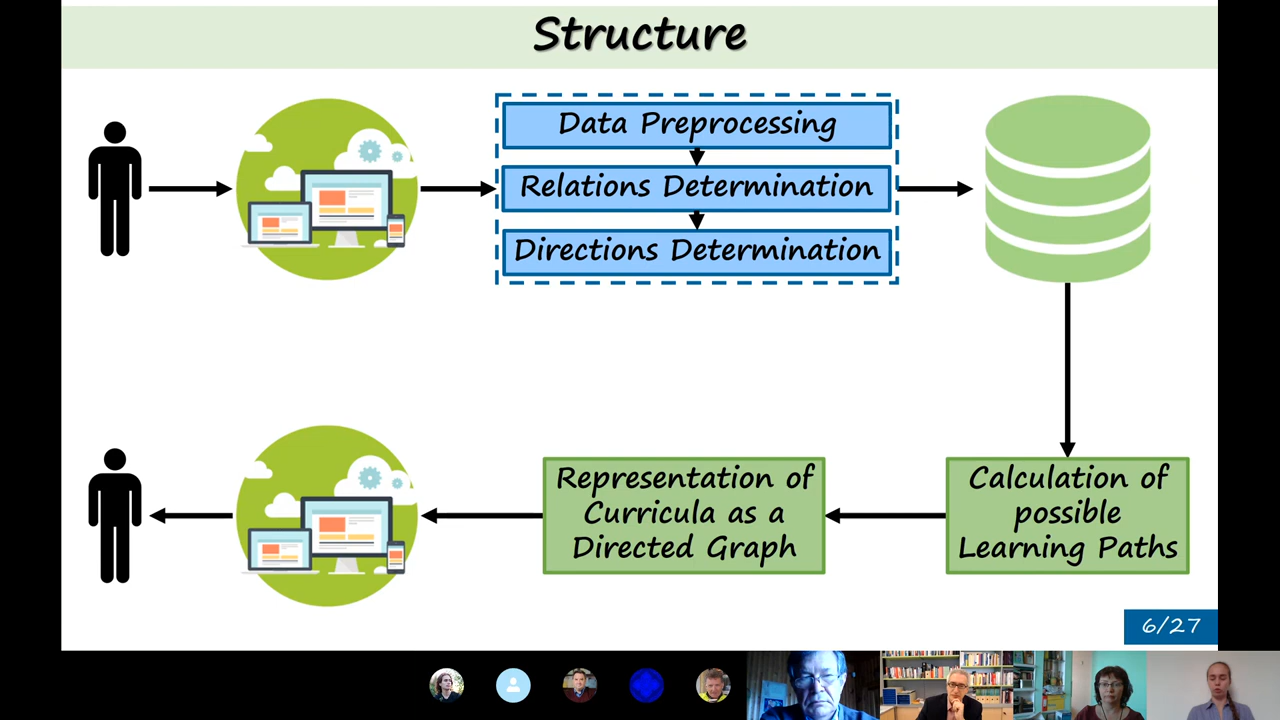 Structure
Data Preprocessing
Relations Determination
Directions Determination
Representation of
Curricula as a
Directed Graph
Calculation of
possible
Learning Paths
6/27